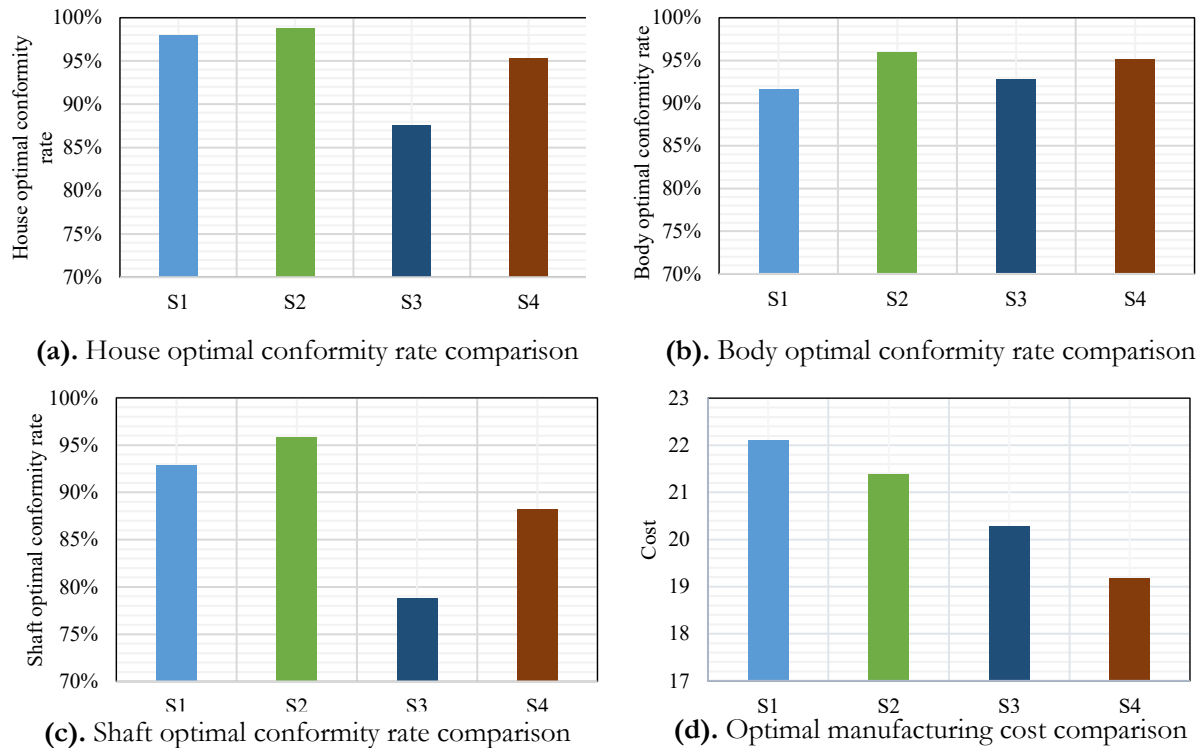 100%
95%
90%
85%
80%
75%
70%
House optimal conformity
rate
S1 S2 S3 S4
(a). House optimal conformity rate comparison
100%
95%
90%
85%
80%
75%
70%
Body optimal conformity rate
S1 S2 S3 S4
(b). Body optimal conformity rate comparison
100%
95%
90%
85%
80%
75%
70%
Shaft optimal conformity rate
S1 S2 S3 S4
(c). Shaft optimal conformity rate comparison
23
22
21
20
19
18
17
Cost
S1 S2 S3 S4
(d). Optimal manufacturing cost comparison